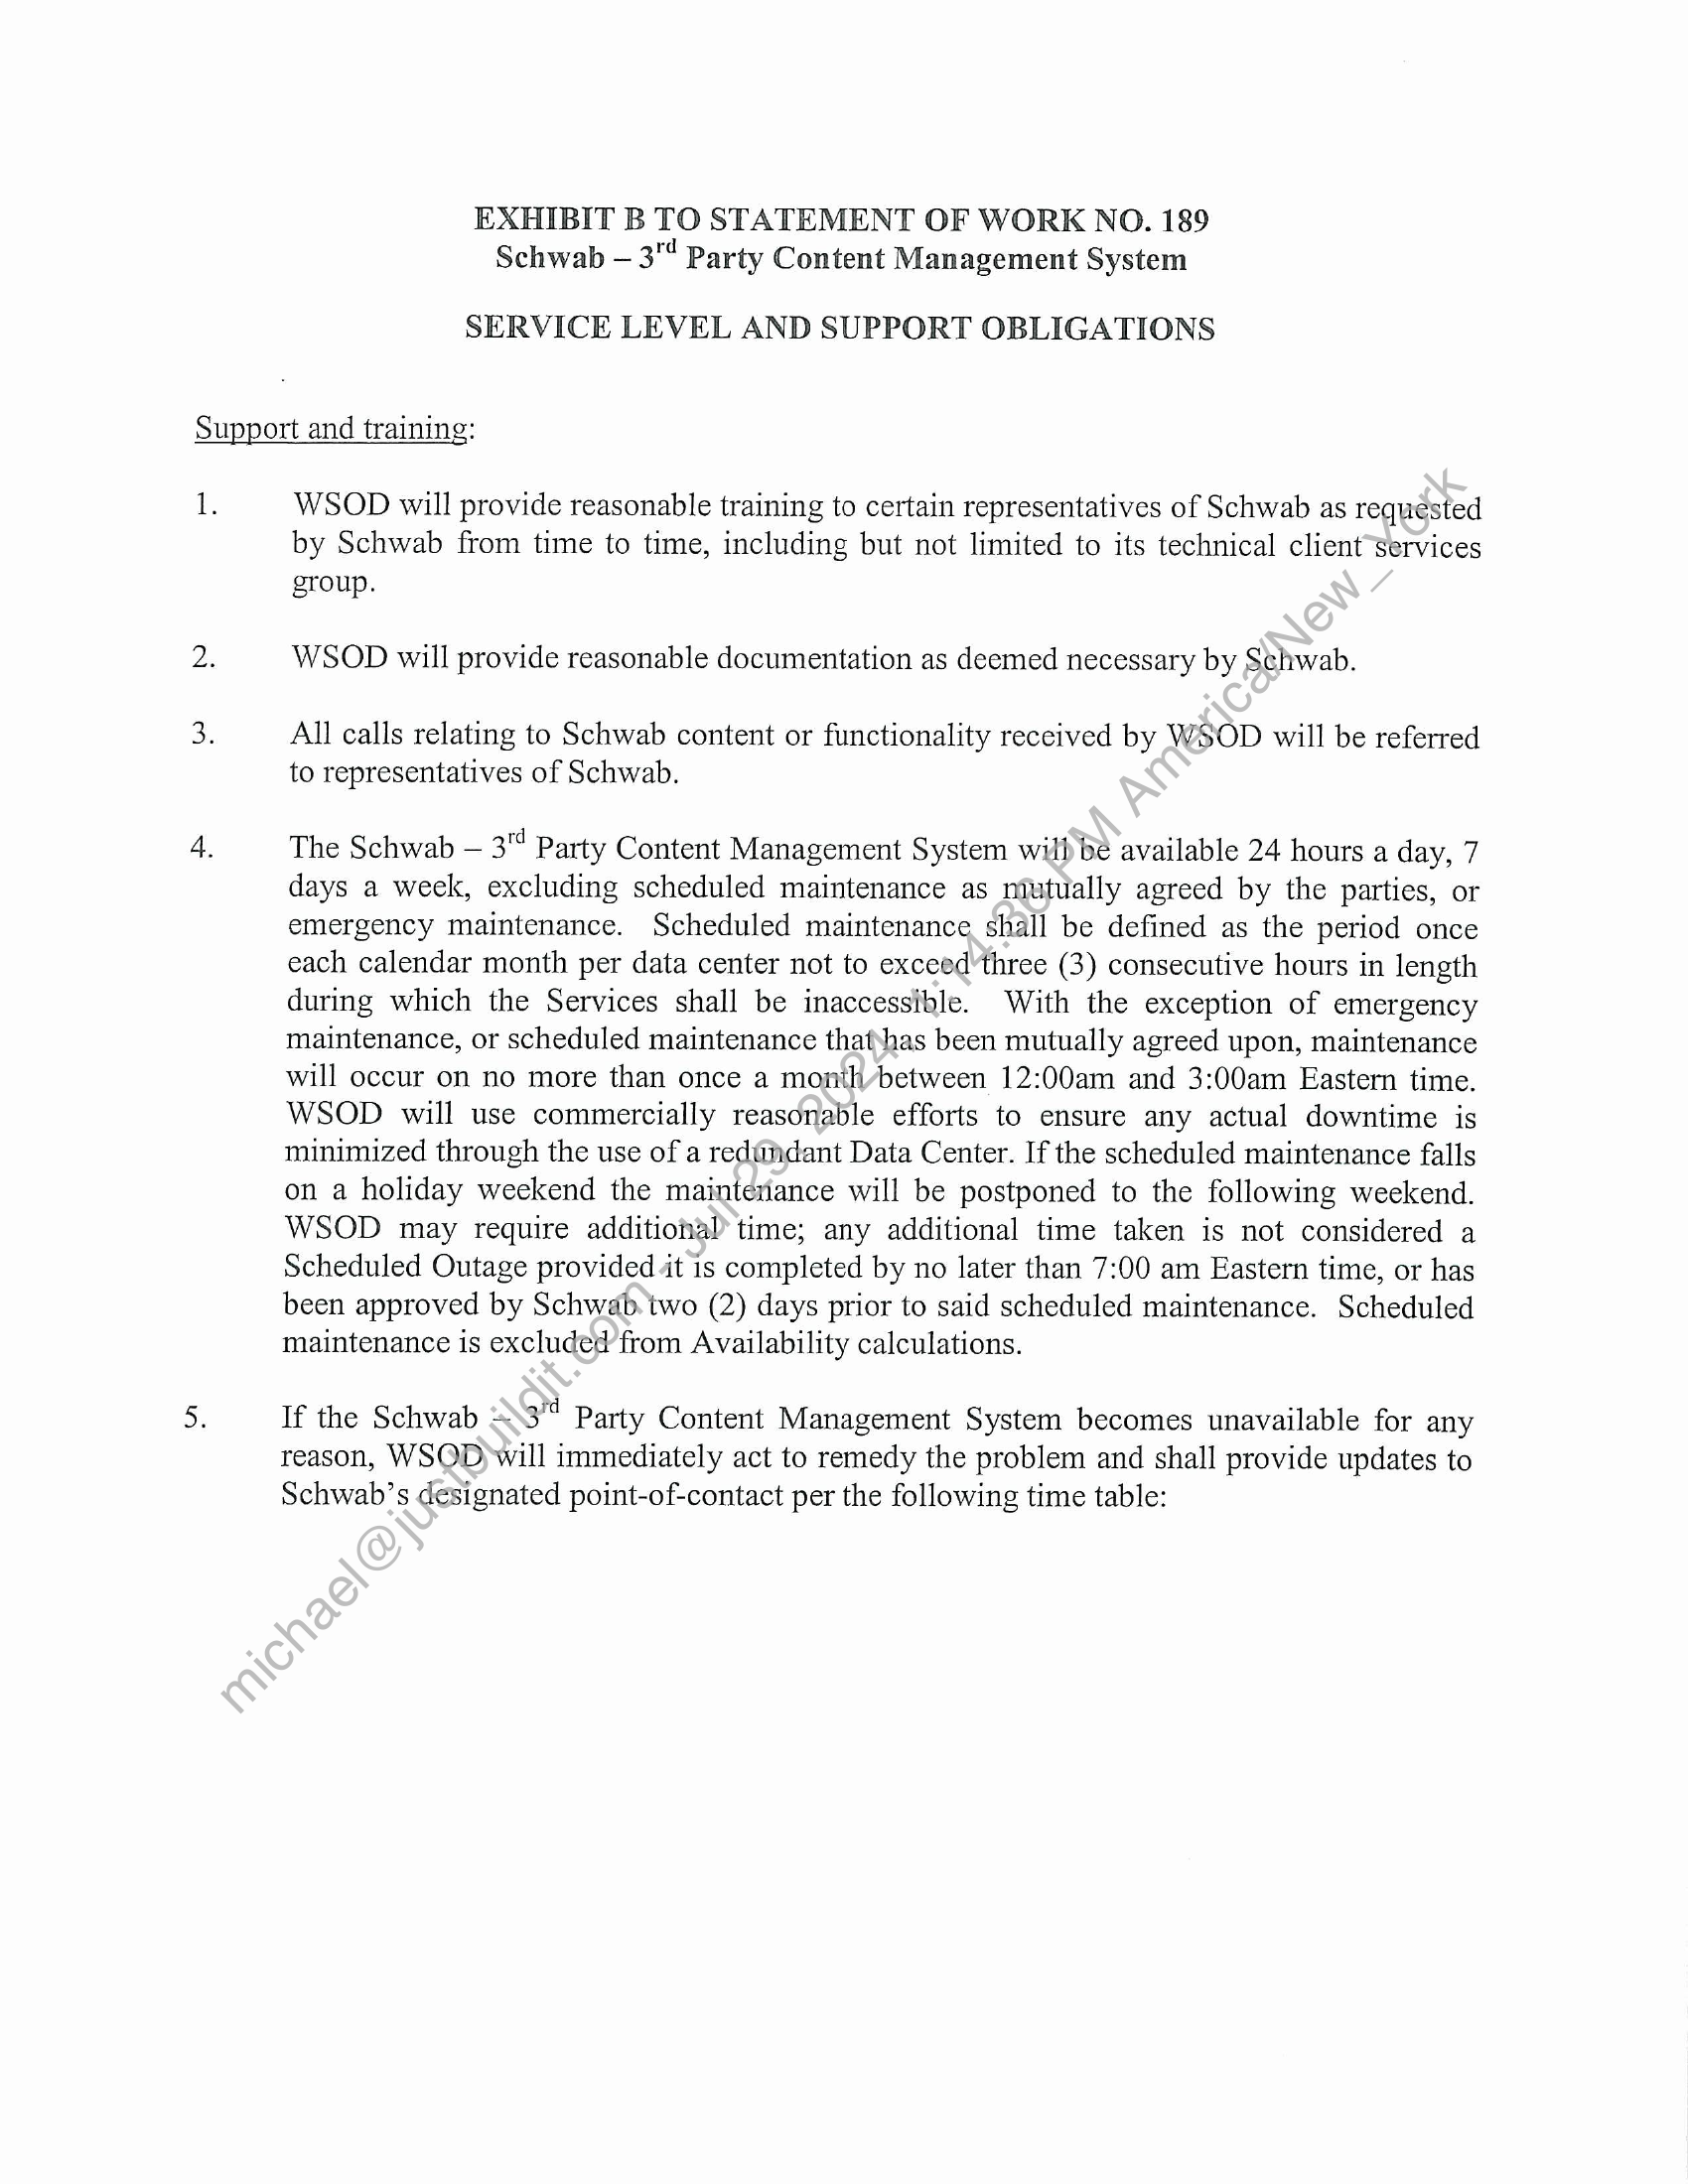 EXHIBIT B TO STATEMENT OF WORK NO. 189
Schwab – 3rd Party Content Management System
SERVICE LEVEL AND SUPPORT OBLIGATIONS
Support and training:
1. WSOD will provide reasonable training to certain representatives of Schwab as requested
by Schwab from time to time, including but not limited to its technical client services
group.
2. WSOD will provide reasonable documentation as deemed necessary by Schwab.
3. All calls relating to Schwab content or functionality received by WSOD will be referred
to representatives of Schwab.
4. The Schwab – 3rd Party Content Management System will be available 24 hours a day, 7
days a week, excluding scheduled maintenance as mutually agreed by the parties, or
emergency maintenance. Scheduled maintenance shall be defined as the period once
each calendar month per data center not to exceed three (3) consecutive hours in length
during which the Services shall be inaccessible. With the exception of emergency
maintenance, or scheduled maintenance that has been mutually agreed upon, maintenance
will occur on no more than once a month between 12:00am and 3:00am Eastern time.
WSOD will use commercially reasonable efforts to ensure any actual downtime is
minimized through the use of a redundant Data Center. If the scheduled maintenance falls
on a holiday weekend the maintenance will be postponed to the following weekend.
WSOD may require additional time; any additional time taken is not considered a
Scheduled Outage provided it is completed by no later than 7:00 am Eastern time, or has
been approved by Schwab two (2) days prior to said scheduled maintenance. Scheduled
maintenance is excluded from Availability calculations.
5. If the Schwab – 3rd Party Content Management System becomes unavailable for any
reason, WSOD will immediately act to remedy the problem and shall provide updates to
Schwab's designated point-of-contact per the following time table:
michael@justbuildit.com - Jul 29, 2024, 1:14:36 PM America/New_York